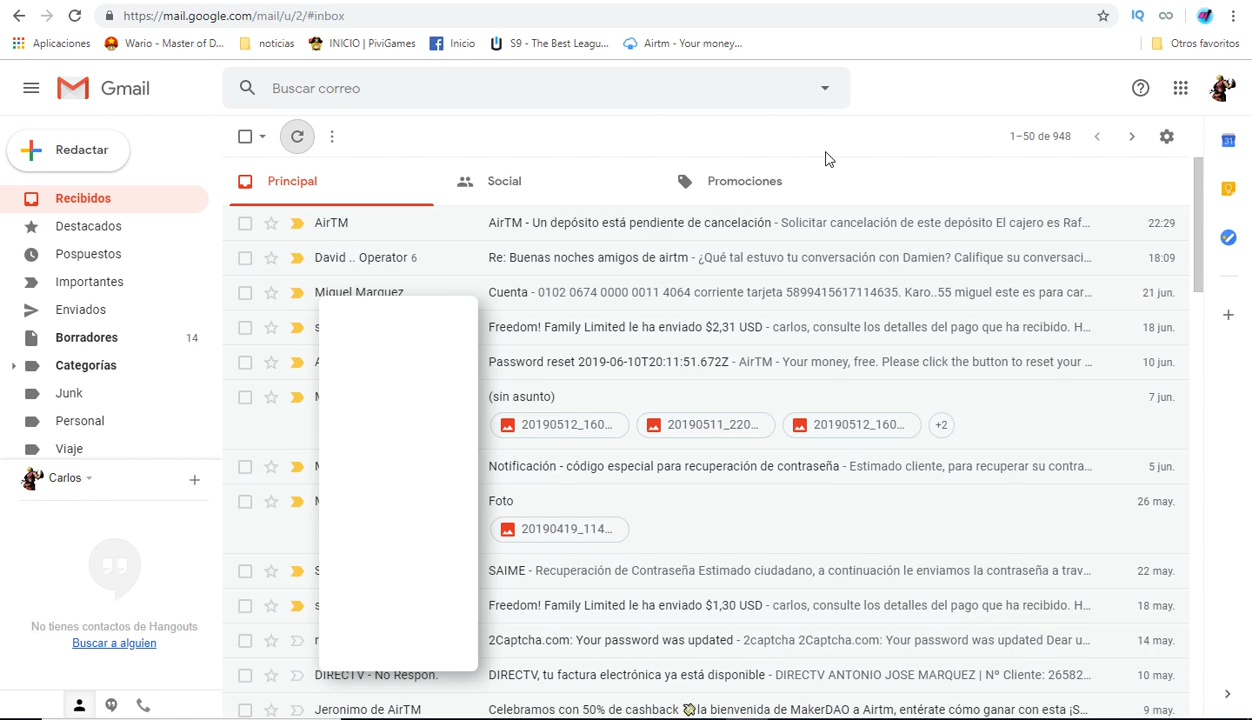 https://mail.google.com/mail/u/2/#inbox
Aplicaciones Wario - Master of D... noticias INICIO | PiviGames Inicio S9 - The Best Leagu... Airtm - Your money,... Otros favoritos
Gmail Buscar correo
1–50 de 948
Redactar
Principal Social Promociones
Recibidos
Destacados
Pospuestos
Importantes
Enviados
Borradores 14
Categorías
Junk
Personal
Viaje
Carlos
No tienes contactos de Hangouts
Buscar a alguien
AirTM AirTM - Un depósito está pendiente de cancelación - Solicitar cancelación de este depósito El cajero es Raf... 22:29
David .. Operator 6 Re: Buenas noches amigos de airtm - ¿Qué tal estuvo tu conversación con Damien? Califique su conversaci... 18:09
Miguel Marquez Cuenta - 0102 0674 0000 0011 4064 corriente tarjeta 5899415617114635. Karo..55 miguel este es para car... 21 jun.
s Freedom! Family Limited le ha enviado $2,31 USD - carlos, consulte los detalles del pago que ha recibido. H... 18 jun.
A Password reset 2019-06-10T20:11:51.672Z - AirTM - Your money, free. Please click the button to reset your ... 10 jun.
M (sin asunto) 7 jun.
20190512_160... 20190511_220... 20190512_160... +2
M Notificación - código especial para recuperación de contraseña - Estimado cliente, para recuperar su contra... 5 jun.
M Foto 26 may.
20190419_114...
S SAIME - Recuperación de Contraseña Estimado ciudadano, a continuación le enviamos la contraseña a trav... 22 may.
s Freedom! Family Limited le ha enviado $1,30 USD - carlos, consulte los detalles del pago que ha recibido. H... 18 may.
r 2Captcha.com: Your password was updated - 2captcha 2Captcha.com: Your password was updated Dear u... 14 may.
DIRECTV - No Respon. DIRECTV, tu factura electrónica ya está disponible - DIRECTV ANTONIO JOSE MARQUEZ | Nº Cliente: 26582... 10 may.
Jeronimo de AirTM Celebramos con 50% de cashback la bienvenida de MakerDAO a Airtm, entérate cómo ganar con esta ¡S... 9 may.